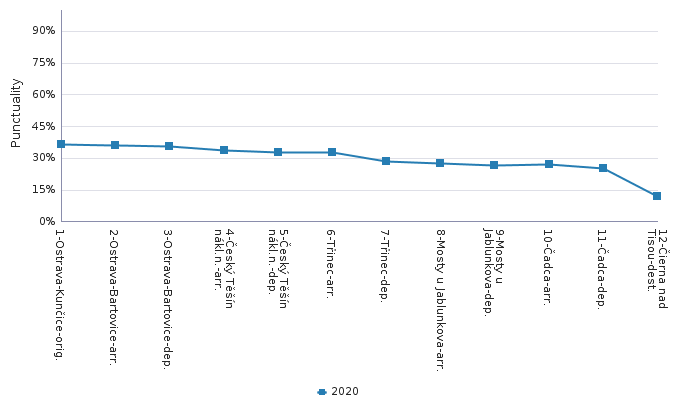 90%
75%
60%
45%
30%
15%
0%
Punctuality
1-Ostrava-Kunčice-orig.
2-Ostrava-Bartovice-arr.
3-Ostrava-Bartovice-dep.
4-Český Těšín
nákl.n.-arr.
5-Český Těšín
nákl.n.-dep.
6-Třinec-arr.
7-Třinec-dep.
8-Mosty u Jablunkova-arr.
9-Mosty u
Jablunkova-dep.
10-Čadca-arr.
11-Čadca-dep.
12-Čierna nad
Tisou-dest.
2020